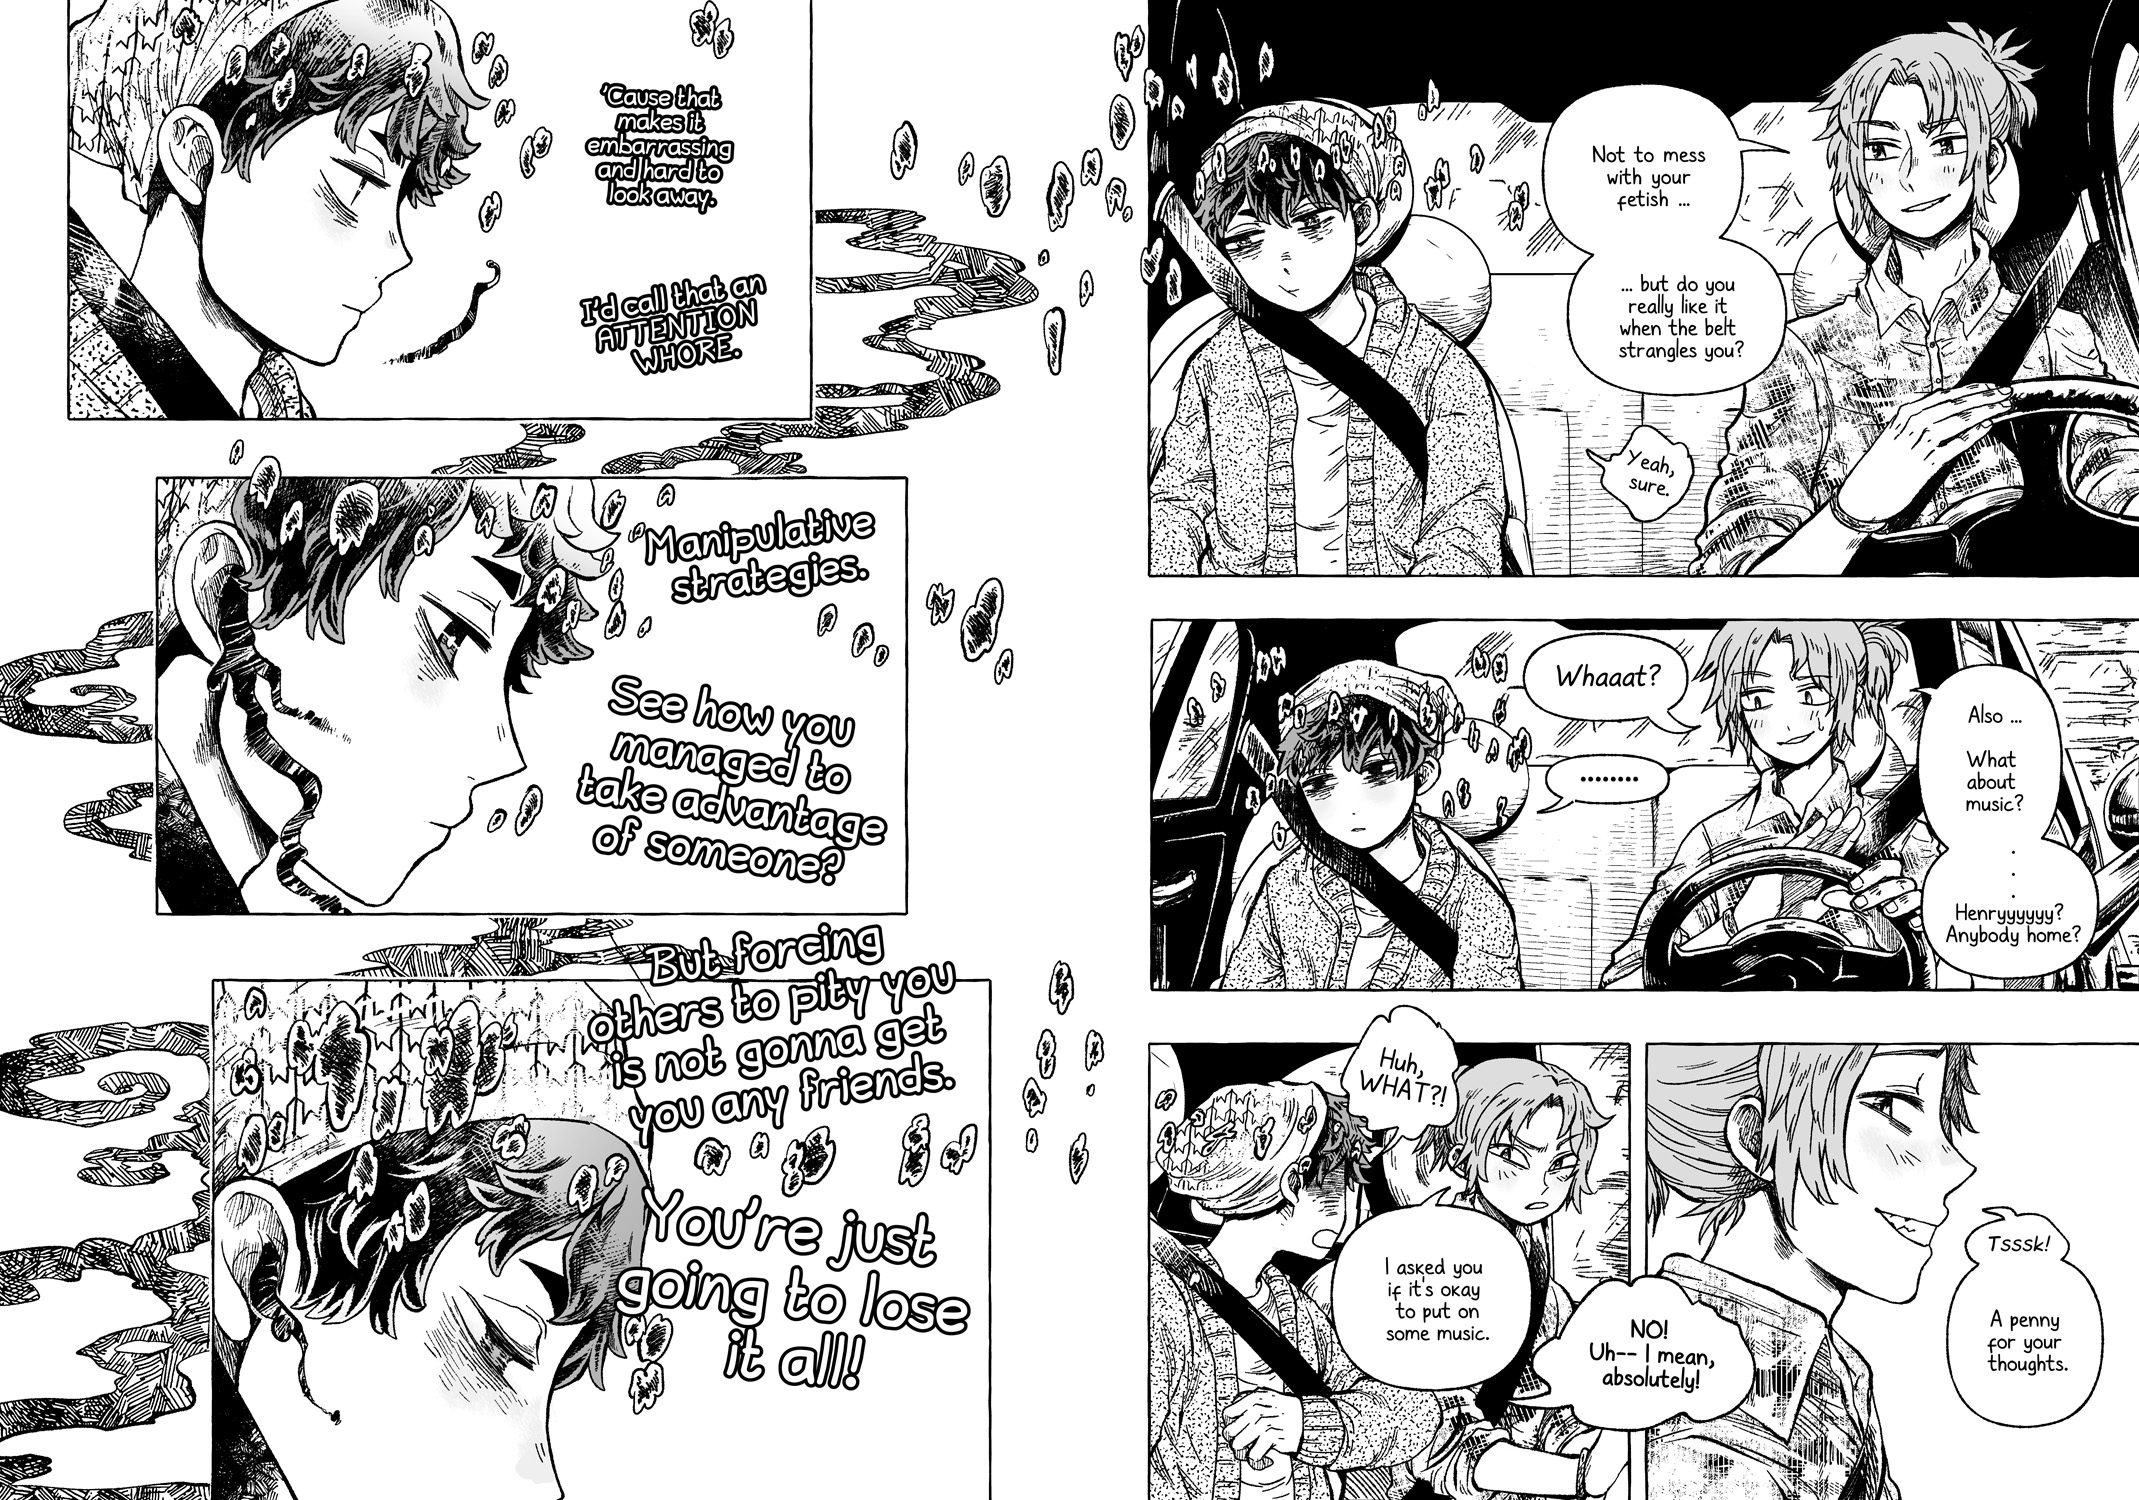 'Cause that
makes it
embarrassing
and hard to
look away.
I'd call that an
ATTENTION
WHORE.
Manipulative
strategies.
See how you
managed to
take advantage
of someone?
But forcing
others to pity you
is not gonna get
you any friends.
You're just
going to lose
it all!
Not to mess
with your
fetish ...
... but do you
really like it
when the belt
strangles you?
Yeah,
sure.
Whaaat?
.........
Also ...
What
about
music?
.
.
.
Henryyyyyy?
Anybody home?
Huh,
WHAT?!
I asked you
if it's okay
to put on
some music.
NO!
Uh-- I mean,
absolutely!
Tsssk!
A penny
for your
thoughts.